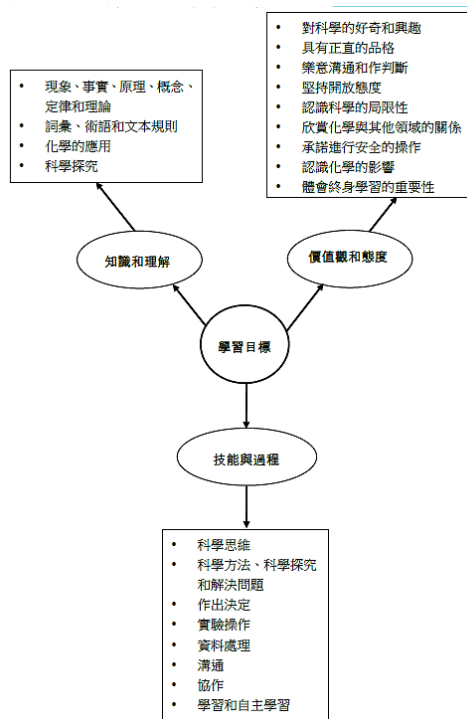 對科學的好奇和興趣
具有正直的品格
樂意溝通和作判斷
堅持開放態度
認識科學的局限性
欣賞化學與其他領域的關係
承諾進行安全的操作
認識化學的影響
體會終身學習的重要性
現象、事實、原理、概念、
定律和理論
詞彙、術語和文本規則
化學的應用
科學探究
知識和理解
價值觀和態度
學習目標
技能與過程
科學思維
科學方法、科學探究
和解決問題
作出決定
實驗操作
資料處理
溝通
協作
學習和自主學習